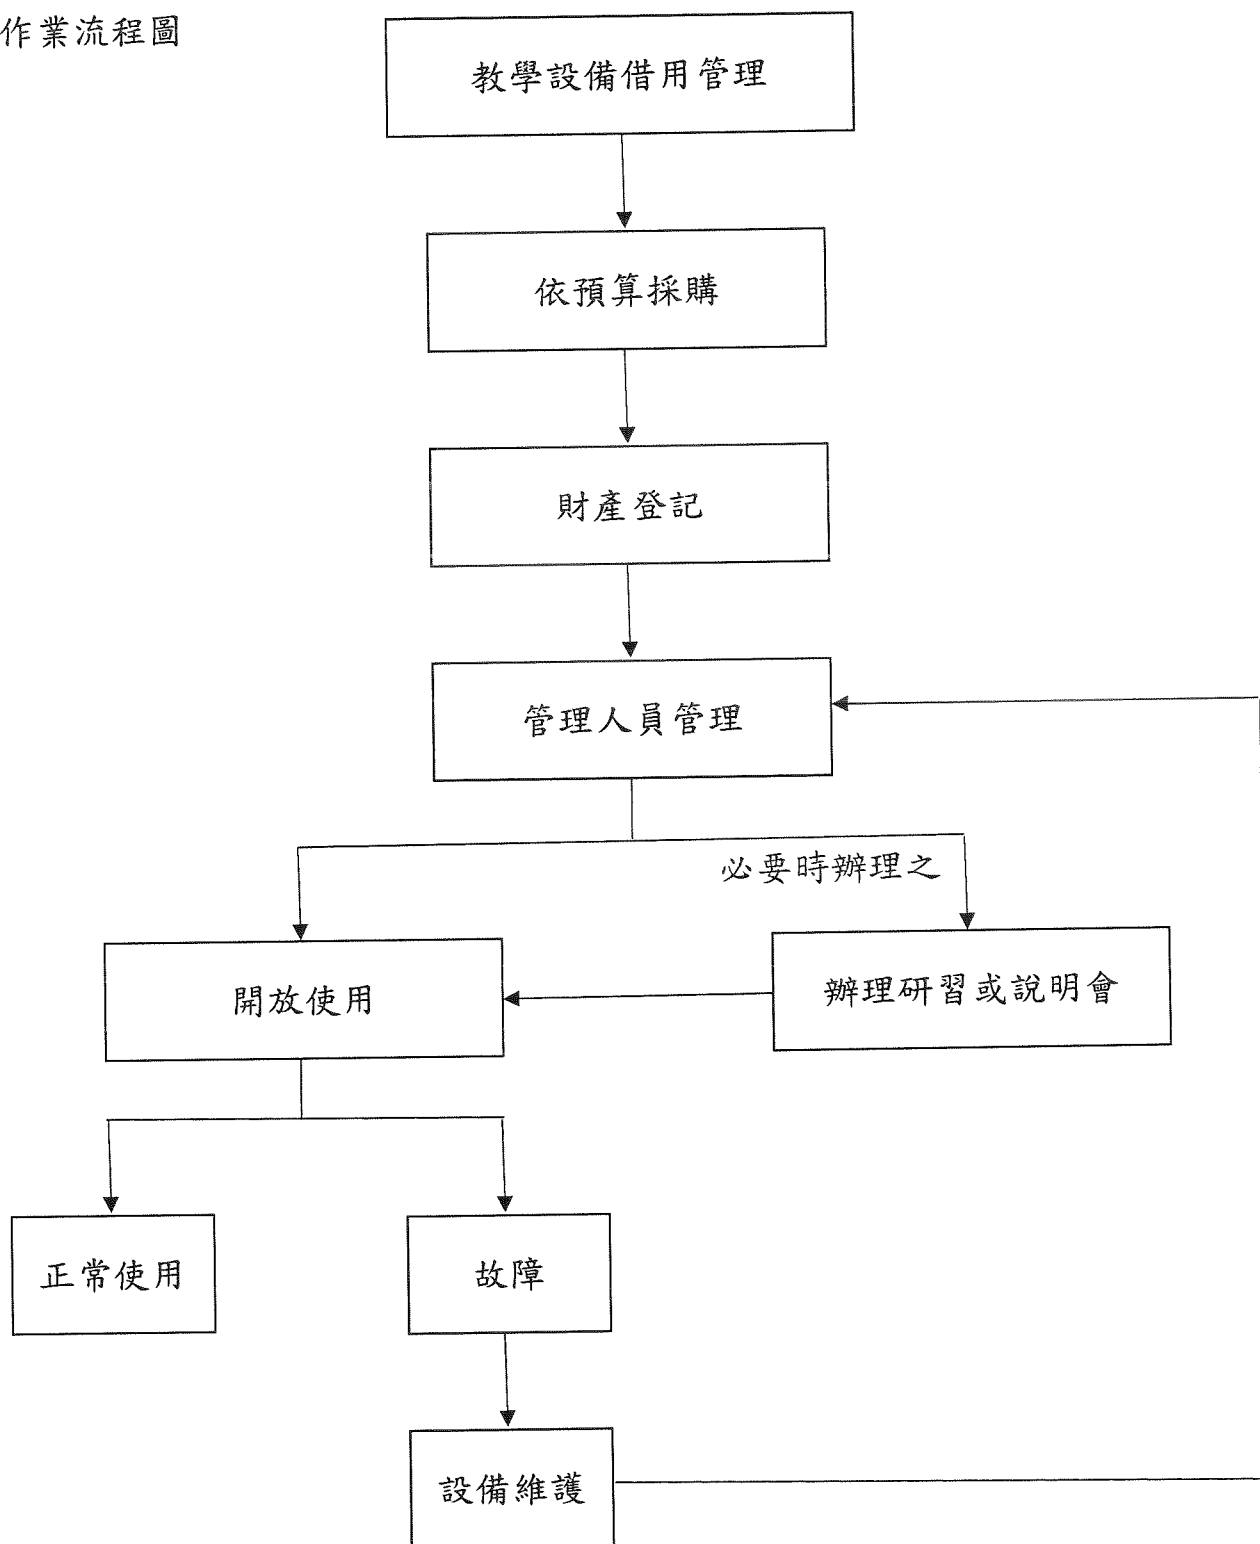 作業流程圖
教學設備借用管理
依預算採購
財產登記
管理人員管理
必要時辦理之
開放使用
辦理研習或說明會
正常使用
故障
設備維護